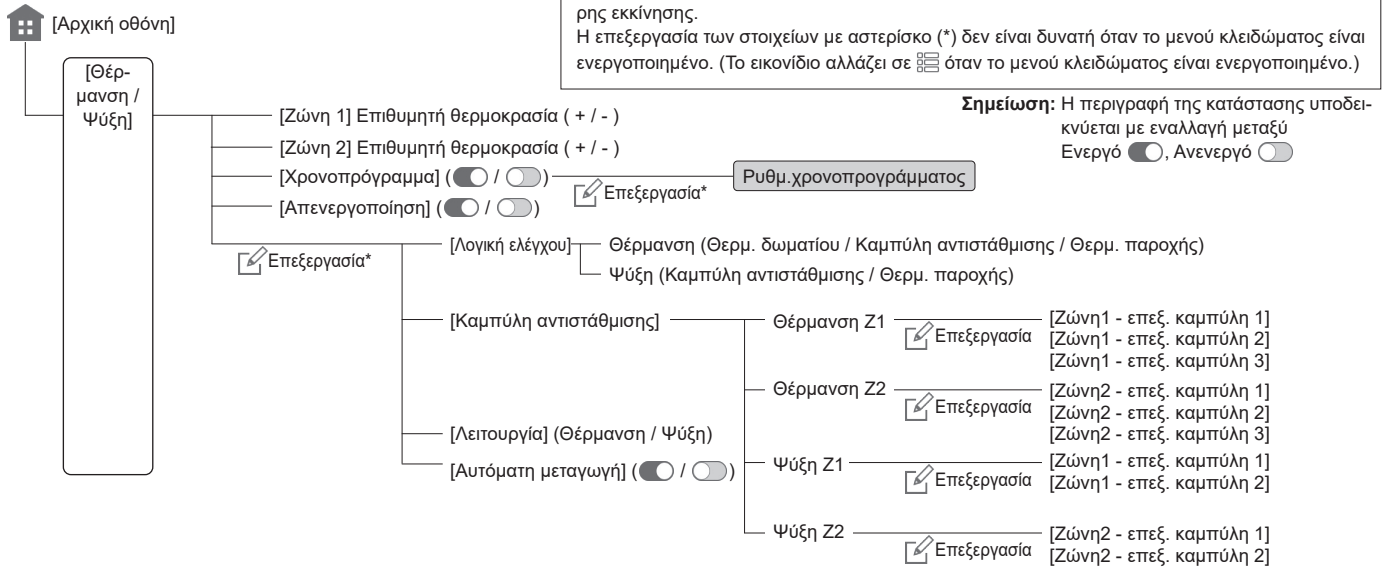 [Αρχική οθόνη]
ρης εκκίνησης.
Η επεξεργασία των στοιχείων με αστερίσκο (*) δεν είναι δυνατή όταν το μενού κλειδώματος είναι
ενεργοποιημένο. (Το εικονίδιο αλλάζει σε όταν το μενού κλειδώματος είναι ενεργοποιημένο.)
Σημείωση: Η περιγραφή της κατάστασης υποδει-
κνύεται με εναλλαγή μεταξύ
Ενεργό , Ανενεργό
[Θέρ-
μανση /
Ψύξη]
[Ζώνη 1] Επιθυμητή θερμοκρασία ( + / - )
[Ζώνη 2] Επιθυμητή θερμοκρασία ( + / - )
[Χρονοπρόγραμμα] ( / )
Επεξεργασία*
Ρυθμ.χρονοπρογράμματος
[Απενεργοποίηση] ( / )
Επεξεργασία*
[Λογική ελέγχου]
Θέρμανση (Θερμ. δωματίου / Καμπύλη αντιστάθμισης / Θερμ. παροχής)
Ψύξη (Καμπύλη αντιστάθμισης / Θερμ. παροχής)
[Καμπύλη αντιστάθμισης]
Θέρμανση Z1
Επεξεργασία
[Ζώνη1 - επεξ. καμπύλη 1]
[Ζώνη1 - επεξ. καμπύλη 2]
[Ζώνη1 - επεξ. καμπύλη 3]
Θέρμανση Z2
Επεξεργασία
[Ζώνη2 - επεξ. καμπύλη 1]
[Ζώνη2 - επεξ. καμπύλη 2]
[Ζώνη2 - επεξ. καμπύλη 3]
Ψύξη Z1
Επεξεργασία
[Ζώνη1 - επεξ. καμπύλη 1]
[Ζώνη1 - επεξ. καμπύλη 2]
Ψύξη Z2
Επεξεργασία
[Ζώνη2 - επεξ. καμπύλη 1]
[Ζώνη2 - επεξ. καμπύλη 2]
[Λειτουργία] (Θέρμανση / Ψύξη)
[Αυτόματη μεταγωγή] ( / )